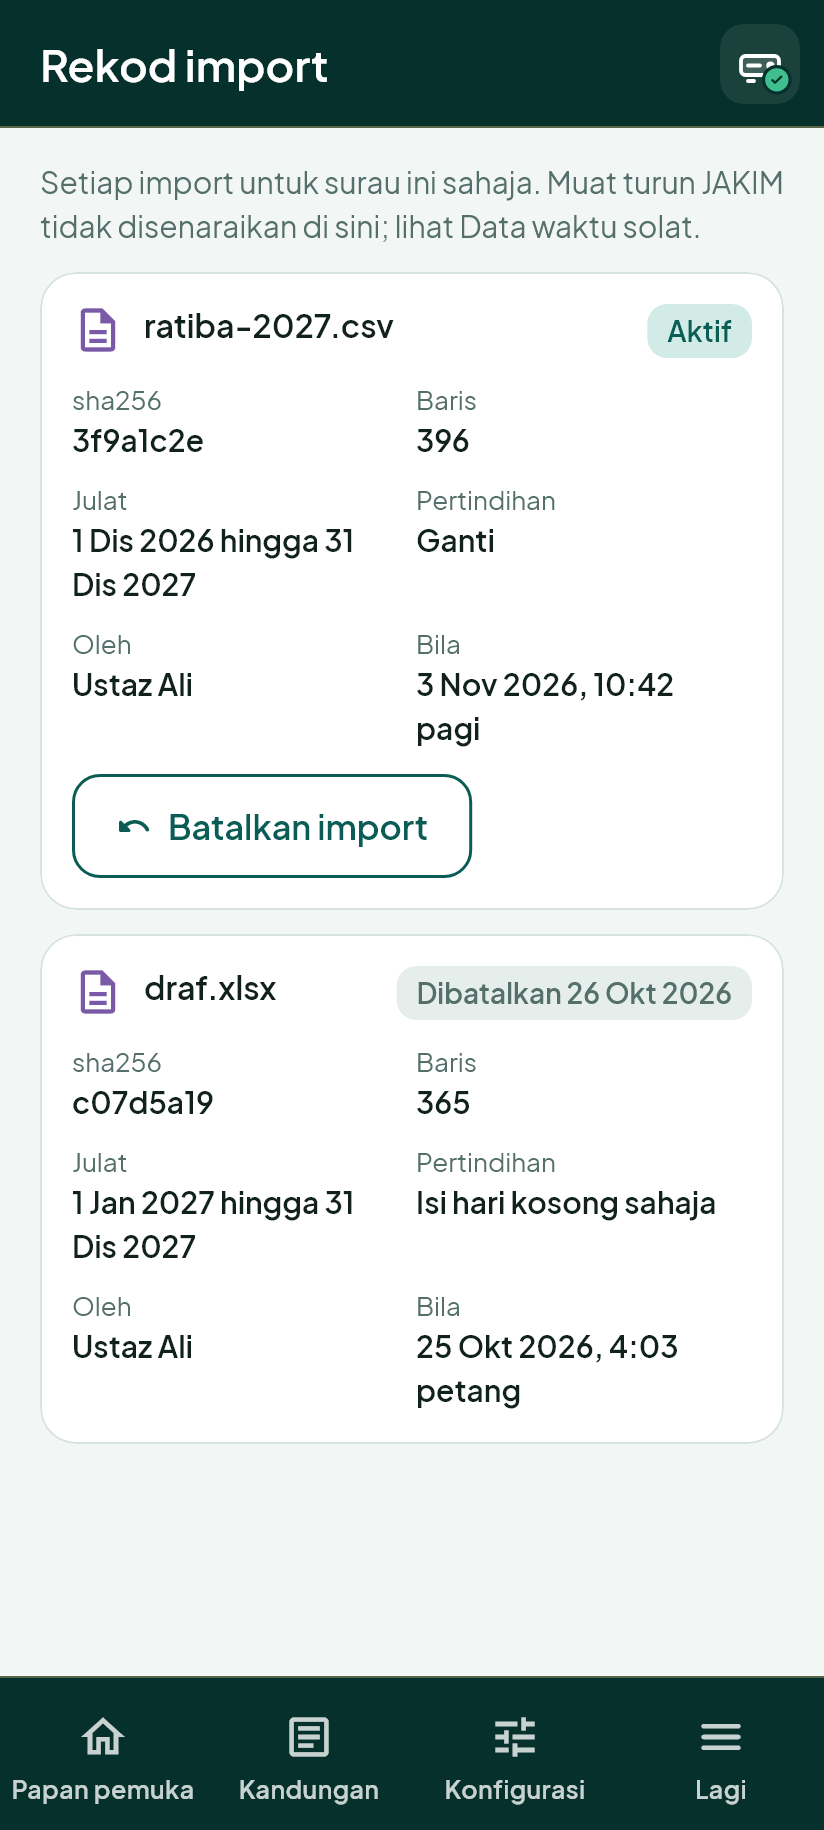 Rekod import
Setiap import untuk surau ini sahaja. Muat turun JAKIM
tidak disenaraikan di sini; lihat Data waktu solat.
ratiba-2027.csv
Aktif
sha256
Baris
3f9a1c2e
396
Julat
Pertindihan
1 Dis 2026 hingga 31
Dis 2027
Ganti
Oleh
Bila
Ustaz Ali
3 Nov 2026, 10:42
pagi
Batalkan import
draf.xlsx
Dibatalkan 26 Okt 2026
sha256
Baris
c07d5a19
365
Julat
Pertindihan
1 Jan 2027 hingga 31
Dis 2027
Isi hari kosong sahaja
Oleh
Bila
Ustaz Ali
25 Okt 2026, 4:03
petang
Papan pemuka
Kandungan
Konfigurasi
Lagi